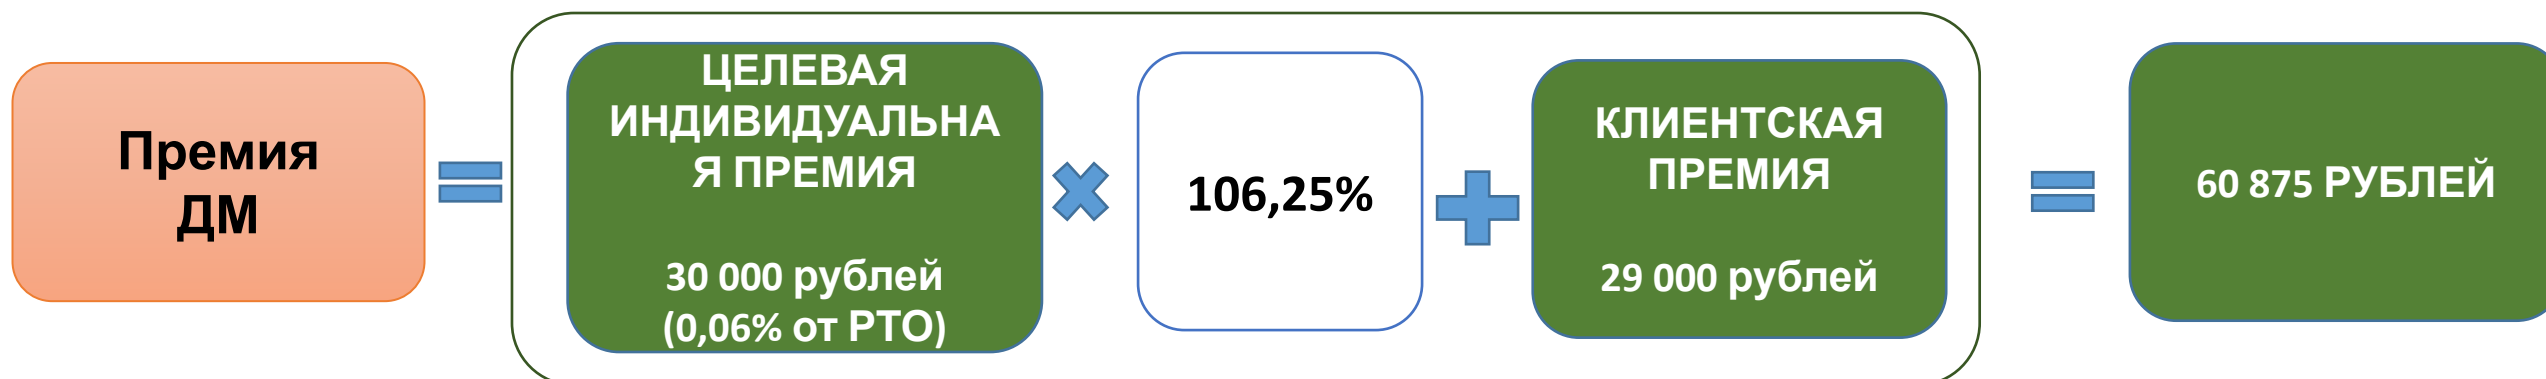 Премия
ДМ
ЦЕЛЕВАЯ
ИНДИВИДУАЛЬНА
Я ПРЕМИЯ
30 000 рублей
(0,06% от РТО)
106,25%
КЛИЕНТСКАЯ
ПРЕМИЯ
29 000 рублей
60 875 РУБЛЕЙ